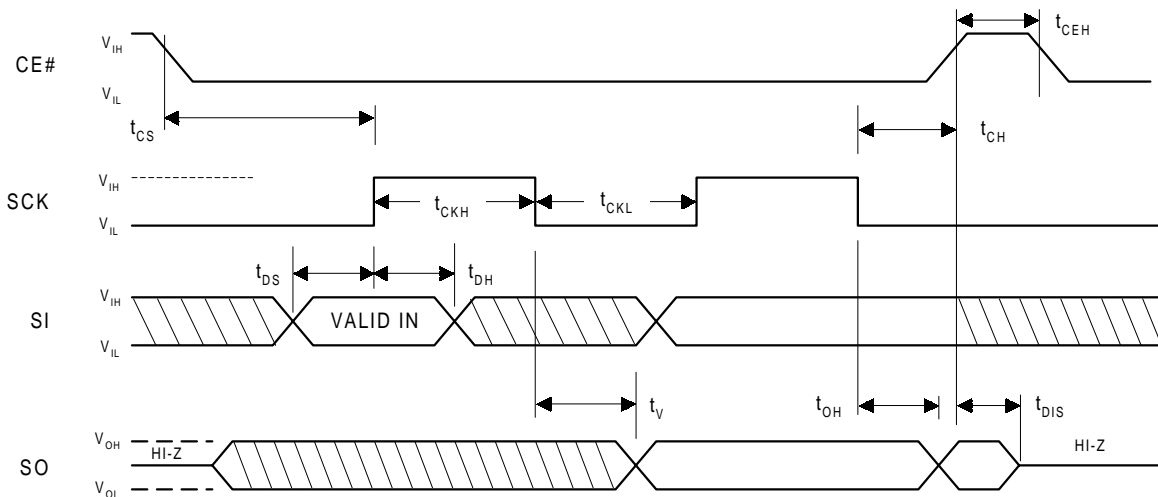 V_IH
t_CEH
CE#
V_IL
t_CS
t_CH
V_IH
SCK
t_CKH
t_CKL
V_IL
t_DS
t_DH
V_IH
SI
VALID IN
V_IL
t_V
t_OH
t_DIS
V_OH
HI-Z
HI-Z
SO
V_OL